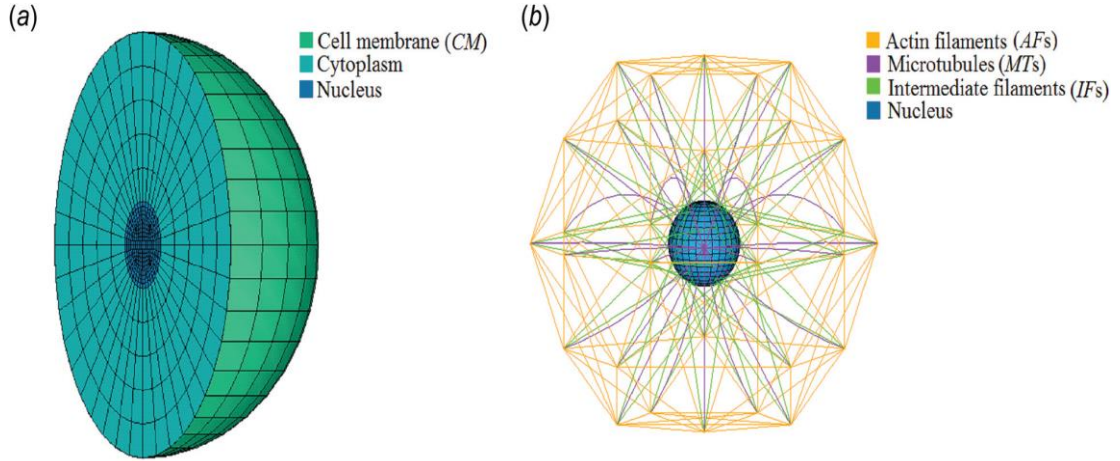 (a)
Cell membrane (CM)
Cytoplasm
Nucleus
(b)
Actin filaments (AFs)
Microtubules (MTs)
Intermediate filaments (IFs)
Nucleus